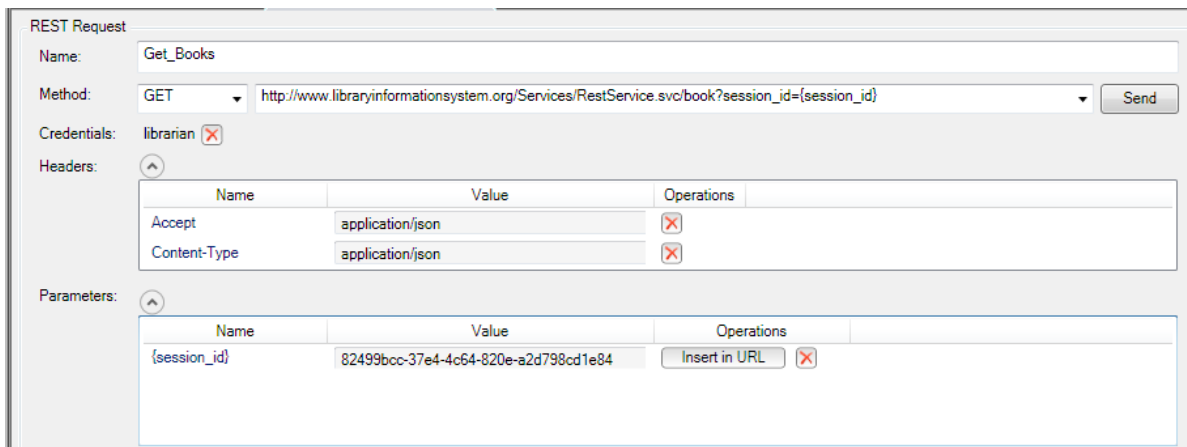 REST Request
Name: Get_Books
Method: GET http://www.libraryinformationsystem.org/Services/RestService.svc/book?session_id={session_id} Send
Credentials: librarian
Headers:
Name Value Operations
Accept application/json
Content-Type application/json
Parameters:
Name Value Operations
{session_id} 82499bcc-37e4-4c64-820e-a2d798cd1e84 Insert in URL